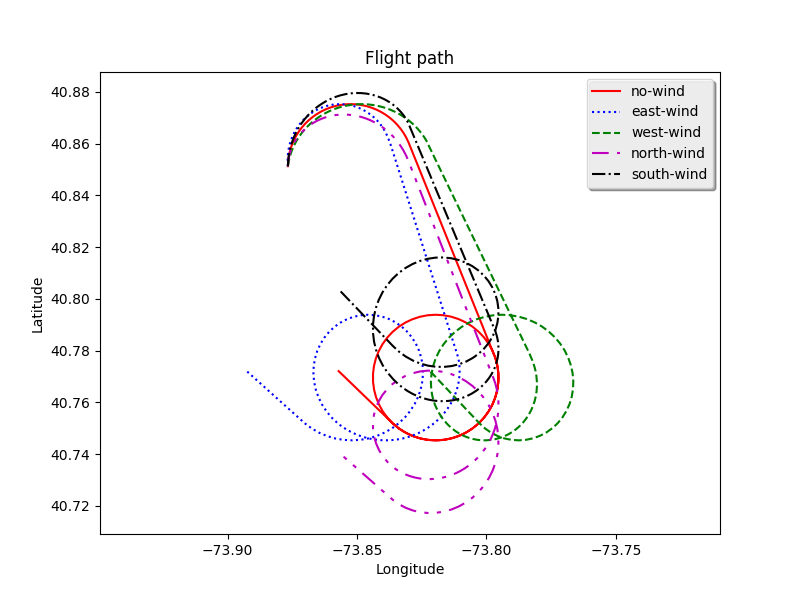 Flight path
40.88
40.86
40.84
40.82
40.80
40.78
40.76
40.74
40.72
Latitude
−73.90
−73.85
−73.80
−73.75
Longitude
no-wind
east-wind
west-wind
north-wind
south-wind